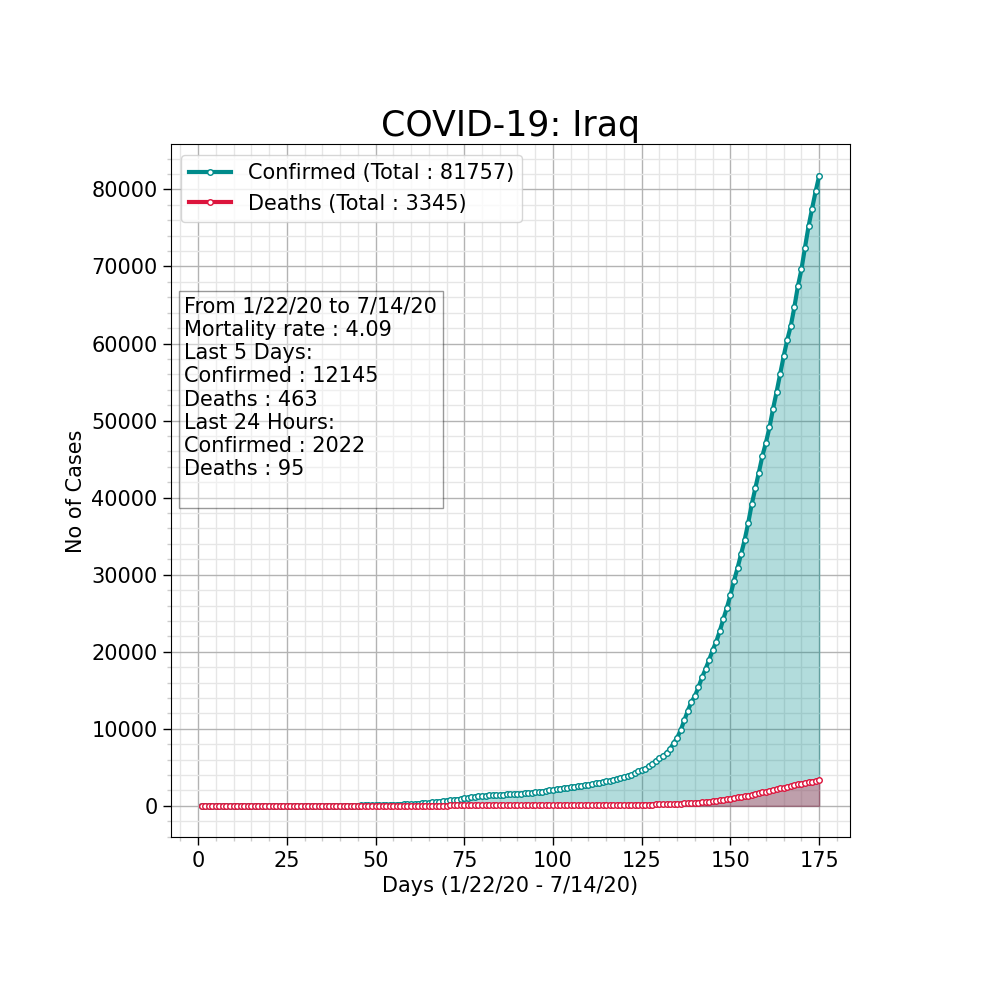 COVID-19: Iraq
Confirmed (Total : 81757)
Deaths (Total : 3345)
From 1/22/20 to 7/14/20
Mortality rate : 4.09
Last 5 Days:
Confirmed : 12145
Deaths : 463
Last 24 Hours:
Confirmed : 2022
Deaths : 95
No of Cases
80000
70000
60000
50000
40000
30000
20000
10000
0
0 25 50 75 100 125 150 175
Days (1/22/20 - 7/14/20)